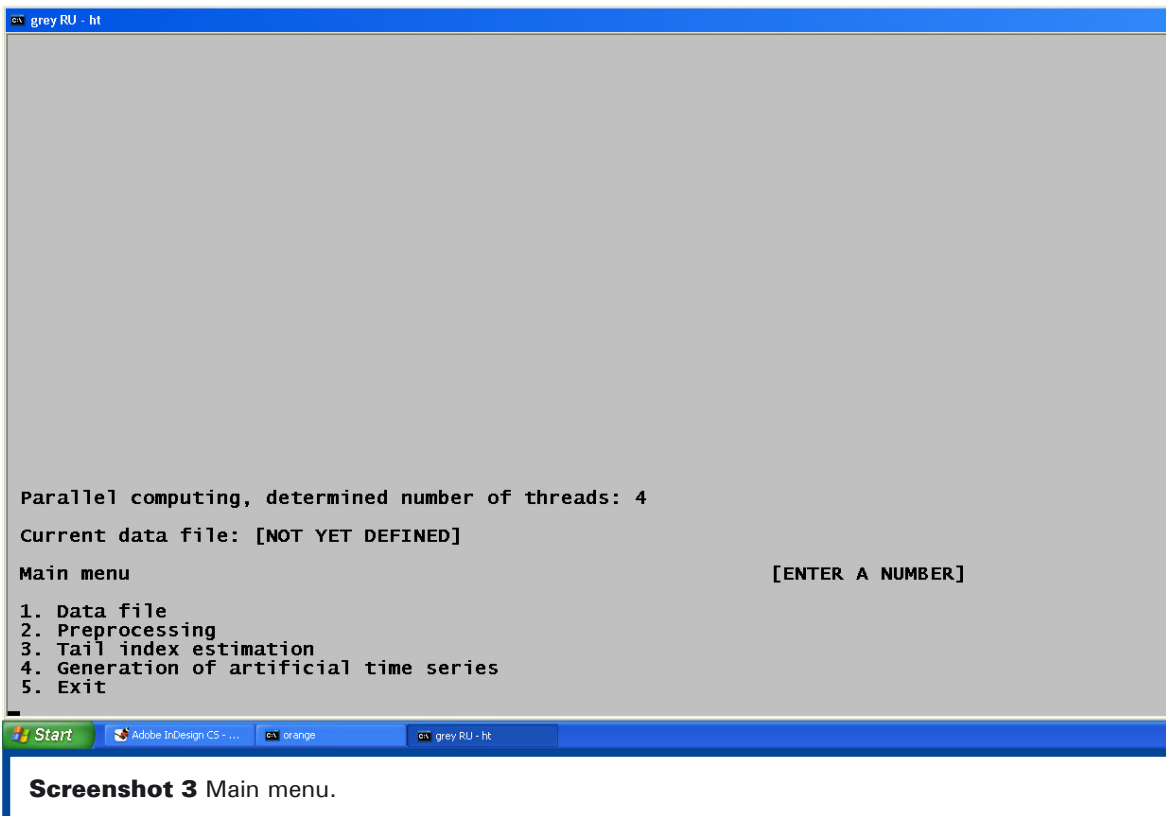 grey RU - ht
Parallel computing, determined number of threads: 4
Current data file: [NOT YET DEFINED]
Main menu [ENTER A NUMBER]
1. Data file
2. Preprocessing
3. Tail index estimation
4. Generation of artificial time series
5. Exit
Start Adobe InDesign CS - ... orange grey RU - ht
Screenshot 3 Main menu.